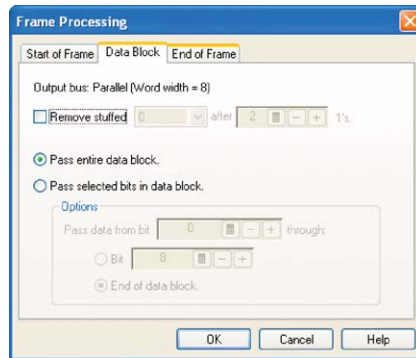 Frame Processing
Start of Frame Data Block End of Frame
Output bus: Parallel (Word width = 8)
Remove stuffed 0 after 2 1's.
Pass entire data block.
Pass selected bits in data block.
Options
Pass data from bit 0 through:
Bit 8
End of data block.
OK Cancel Help